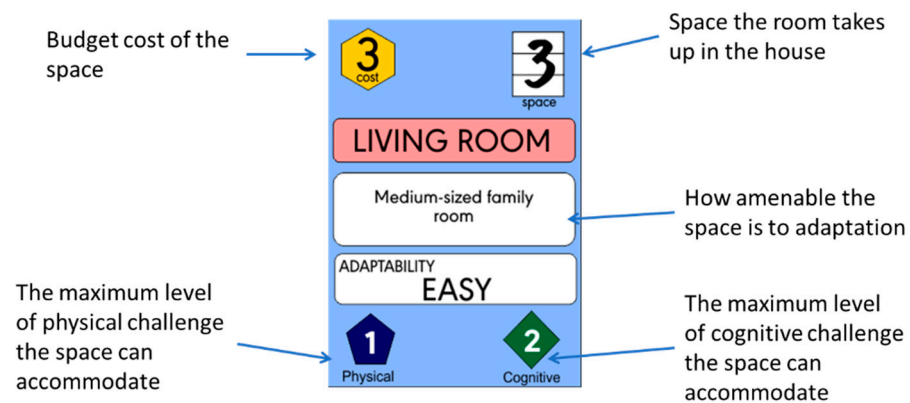 Budget cost of the
space
3
cost
3
space
Space the room takes
up in the house
LIVING ROOM
Medium-sized family
room
How amenable the
space is to adaptation
ADAPTABILITY
EASY
The maximum level
of physical challenge
the space can
accommodate
1
Physical
2
Cognitive
The maximum level
of cognitive challenge
the space can
accommodate